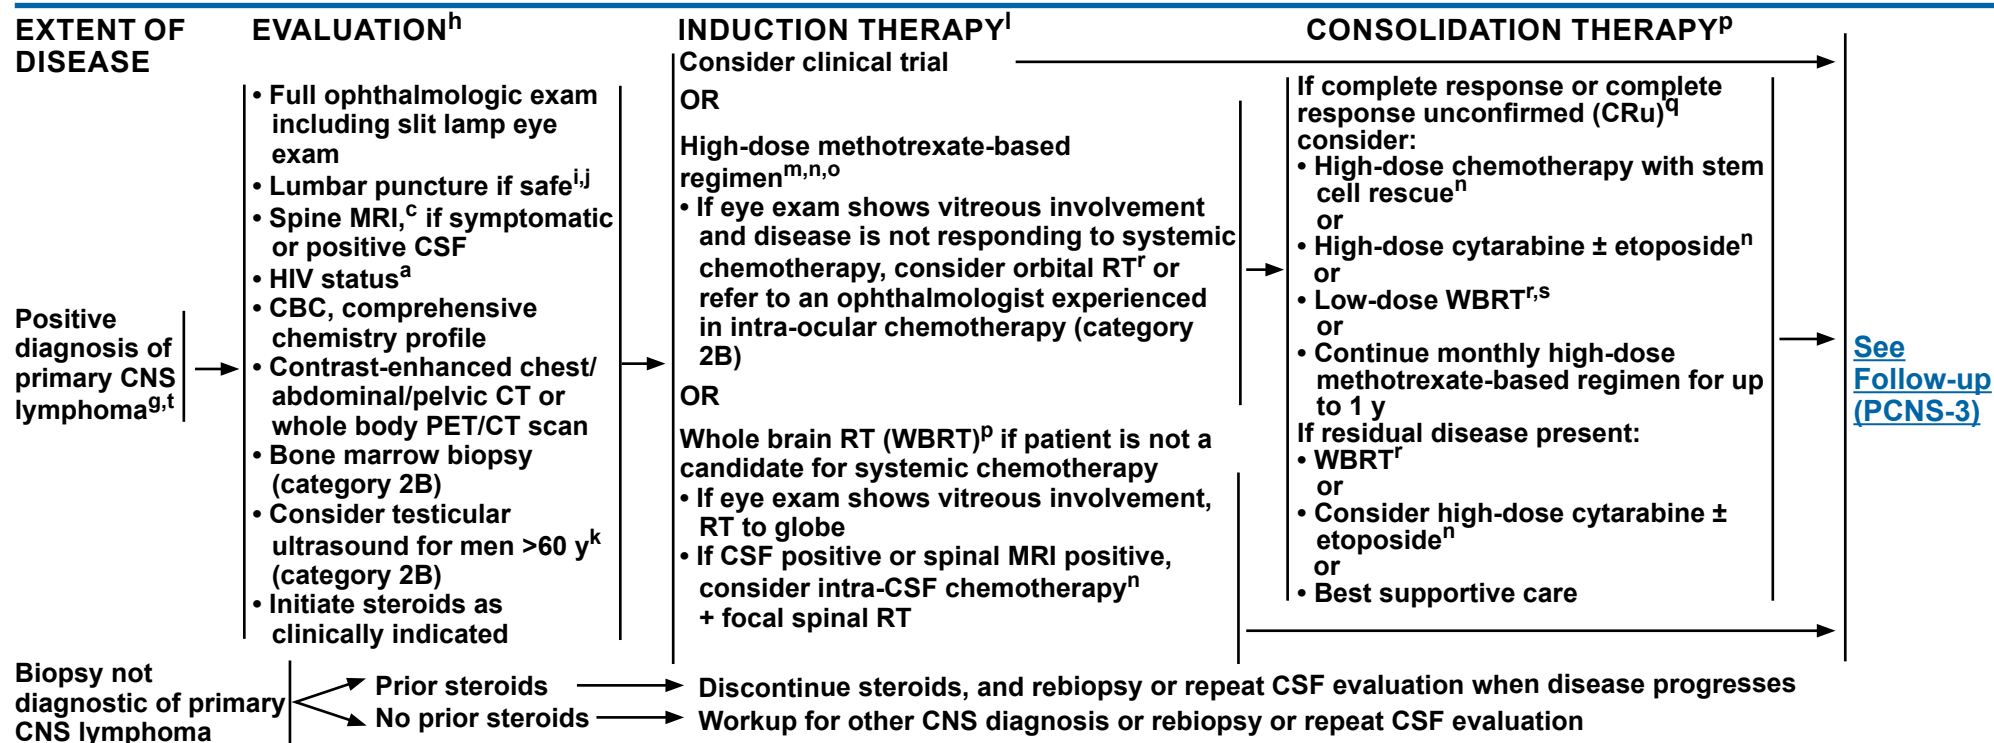 EXTENT OF
DISEASE
EVALUATIONh
• Full ophthalmologic exam
including slit lamp eye
exam
• Lumbar puncture if safei,j
• Spine MRI,c if symptomatic
or positive CSF
• HIV statusa
• CBC, comprehensive
chemistry profile
• Contrast-enhanced chest/
abdominal/pelvic CT or
whole body PET/CT scan
• Bone marrow biopsy
(category 2B)
• Consider testicular
ultrasound for men >60 yk
(category 2B)
• Initiate steroids as
clinically indicated
Positive
diagnosis of
primary CNS
lymphomag,t
INDUCTION THERAPYl
Consider clinical trial
OR
High-dose methotrexate-based
regimenm,n,o
• If eye exam shows vitreous involvement
and disease is not responding to systemic
chemotherapy, consider orbital RTr or
refer to an ophthalmologist experienced
in intra-ocular chemotherapy (category
2B)
OR
Whole brain RT (WBRT)p if patient is not a
candidate for systemic chemotherapy
• If eye exam shows vitreous involvement,
RT to globe
• If CSF positive or spinal MRI positive,
consider intra-CSF chemotherapyn
+ focal spinal RT
CONSOLIDATION THERAPYp
If complete response or complete
response unconfirmed (CRu)q
consider:
• High-dose chemotherapy with stem
cell rescuen
or
• High-dose cytarabine ± etoposiden
or
• Low-dose WBRTr,s
or
• Continue monthly high-dose
methotrexate-based regimen for up
to 1 y
If residual disease present:
• WBRTr
or
• Consider high-dose cytarabine ±
etoposiden
or
• Best supportive care
See
Follow-up
(PCNS-3)
Biopsy not
diagnostic of primary
CNS lymphoma
Prior steroids
Discontinue steroids, and rebiopsy or repeat CSF evaluation when disease progresses
No prior steroids
Workup for other CNS diagnosis or rebiopsy or repeat CSF evaluation